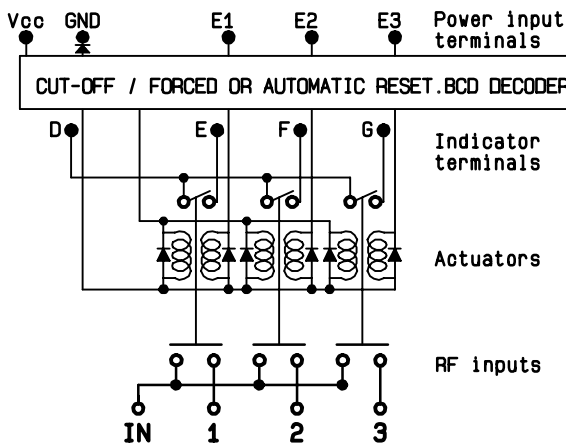 Vcc GND E1 E2 E3 Power input
terminals
CUT-OFF / FORCED OR AUTOMATIC RESET.BCD DECODER
D E F G Indicator
terminals
Actuators
RF inputs
IN 1 2 3